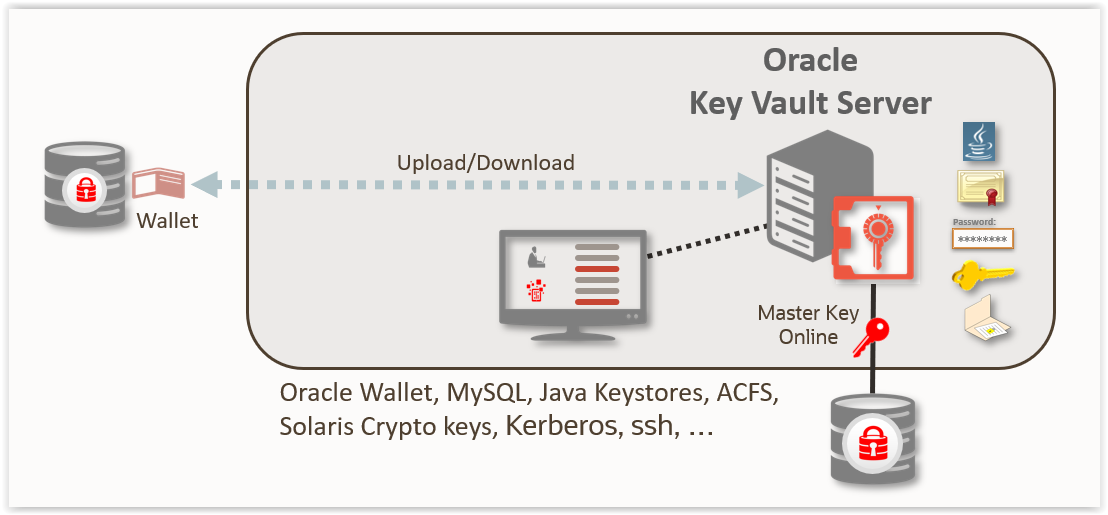 Oracle
Key Vault Server
Upload/Download
Wallet
Password:
********
Master Key
Online
Oracle Wallet, MySQL, Java Keystores, ACFS,
Solaris Crypto keys, Kerberos, ssh, ...